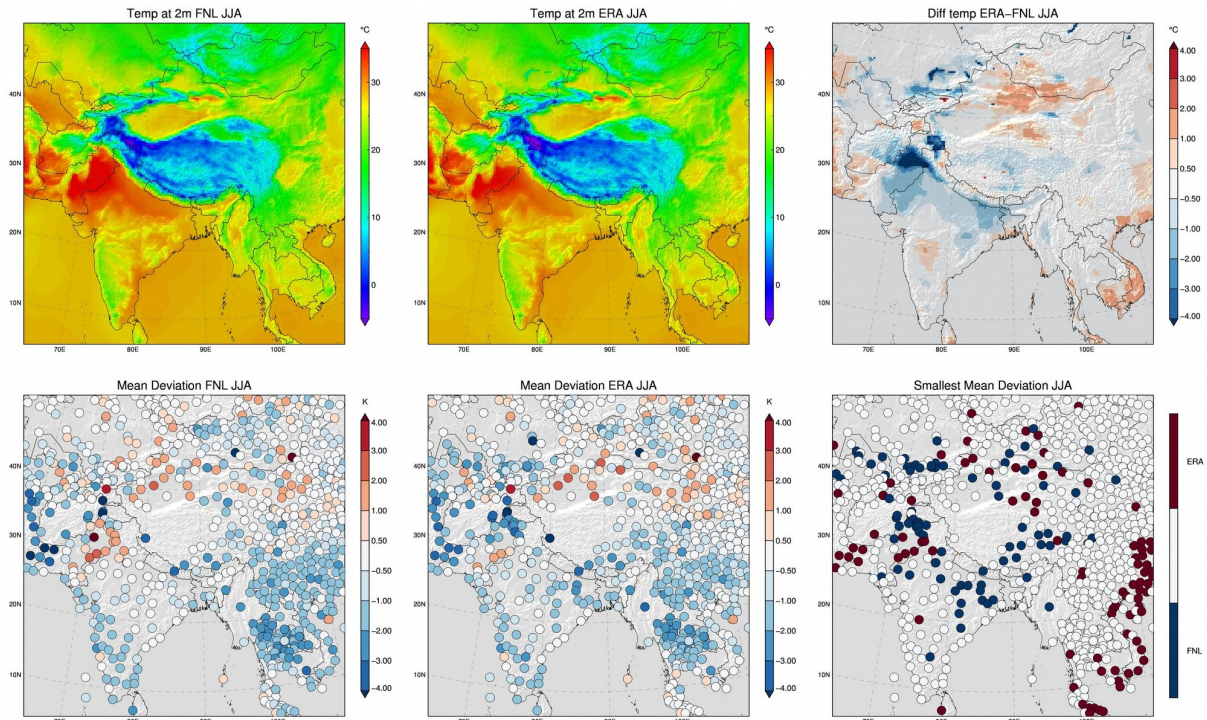 Temp at 2m FNL JJA
°C
30
20
10
0
40N
30N
20N
10N
70E
80E
90E
100E
Temp at 2m ERA JJA
°C
30
20
10
0
40N
30N
20N
10N
70E
80E
90E
100E
Diff temp ERA−FNL JJA
°C
4.00
3.00
2.00
1.00
0.50
−0.50
−1.00
−2.00
−3.00
−4.00
40N
30N
20N
10N
70E
80E
90E
100E
Mean Deviation FNL JJA
K
4.00
3.00
2.00
1.00
0.50
−0.50
−1.00
−2.00
−3.00
−4.00
40N
30N
20N
10N
Mean Deviation ERA JJA
K
4.00
3.00
2.00
1.00
0.50
−0.50
−1.00
−2.00
−3.00
−4.00
40N
30N
20N
10N
Smallest Mean Deviation JJA
ERA
FNL
40N
30N
20N
10N